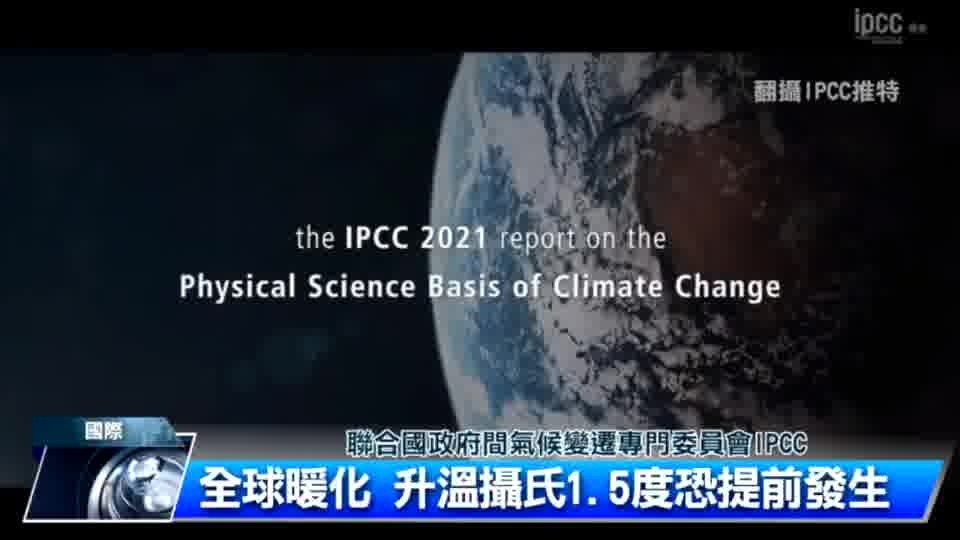 ipcc
翻攝IPCC推特
the IPCC 2021 report on the
Physical Science Basis of Climate Change
國際
聯合國政府間氣候變遷專門委員會IPCC
全球暖化 升溫攝氏1.5度恐提前發生